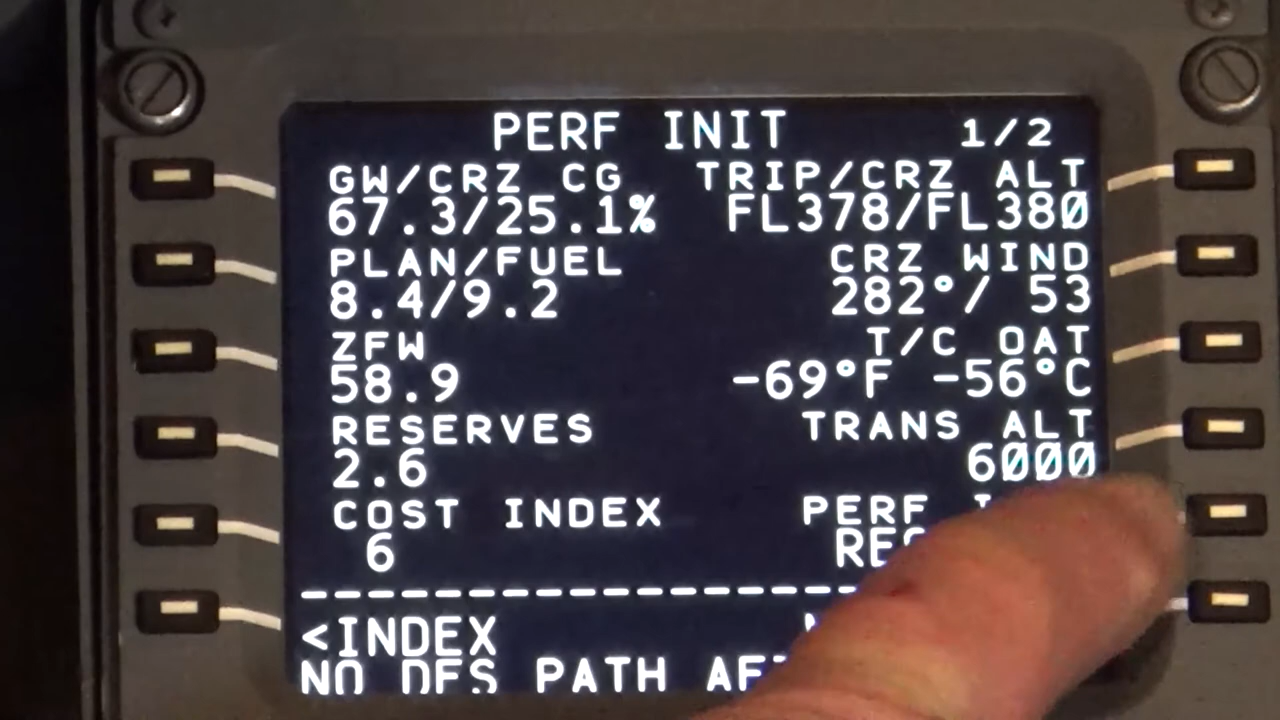 PERF INIT 1/2
GW/CRZ CG TRIP/CRZ ALT
67.3/25.1% FL378/FL380
PLAN/FUEL CRZ WIND
8.4/9.2 282°/ 53
ZFW T/C OAT
58.9 -69°F -56°C
RESERVES TRANS ALT
2.6 6000
COST INDEX PERF
6
<INDEX
NO DES PATH